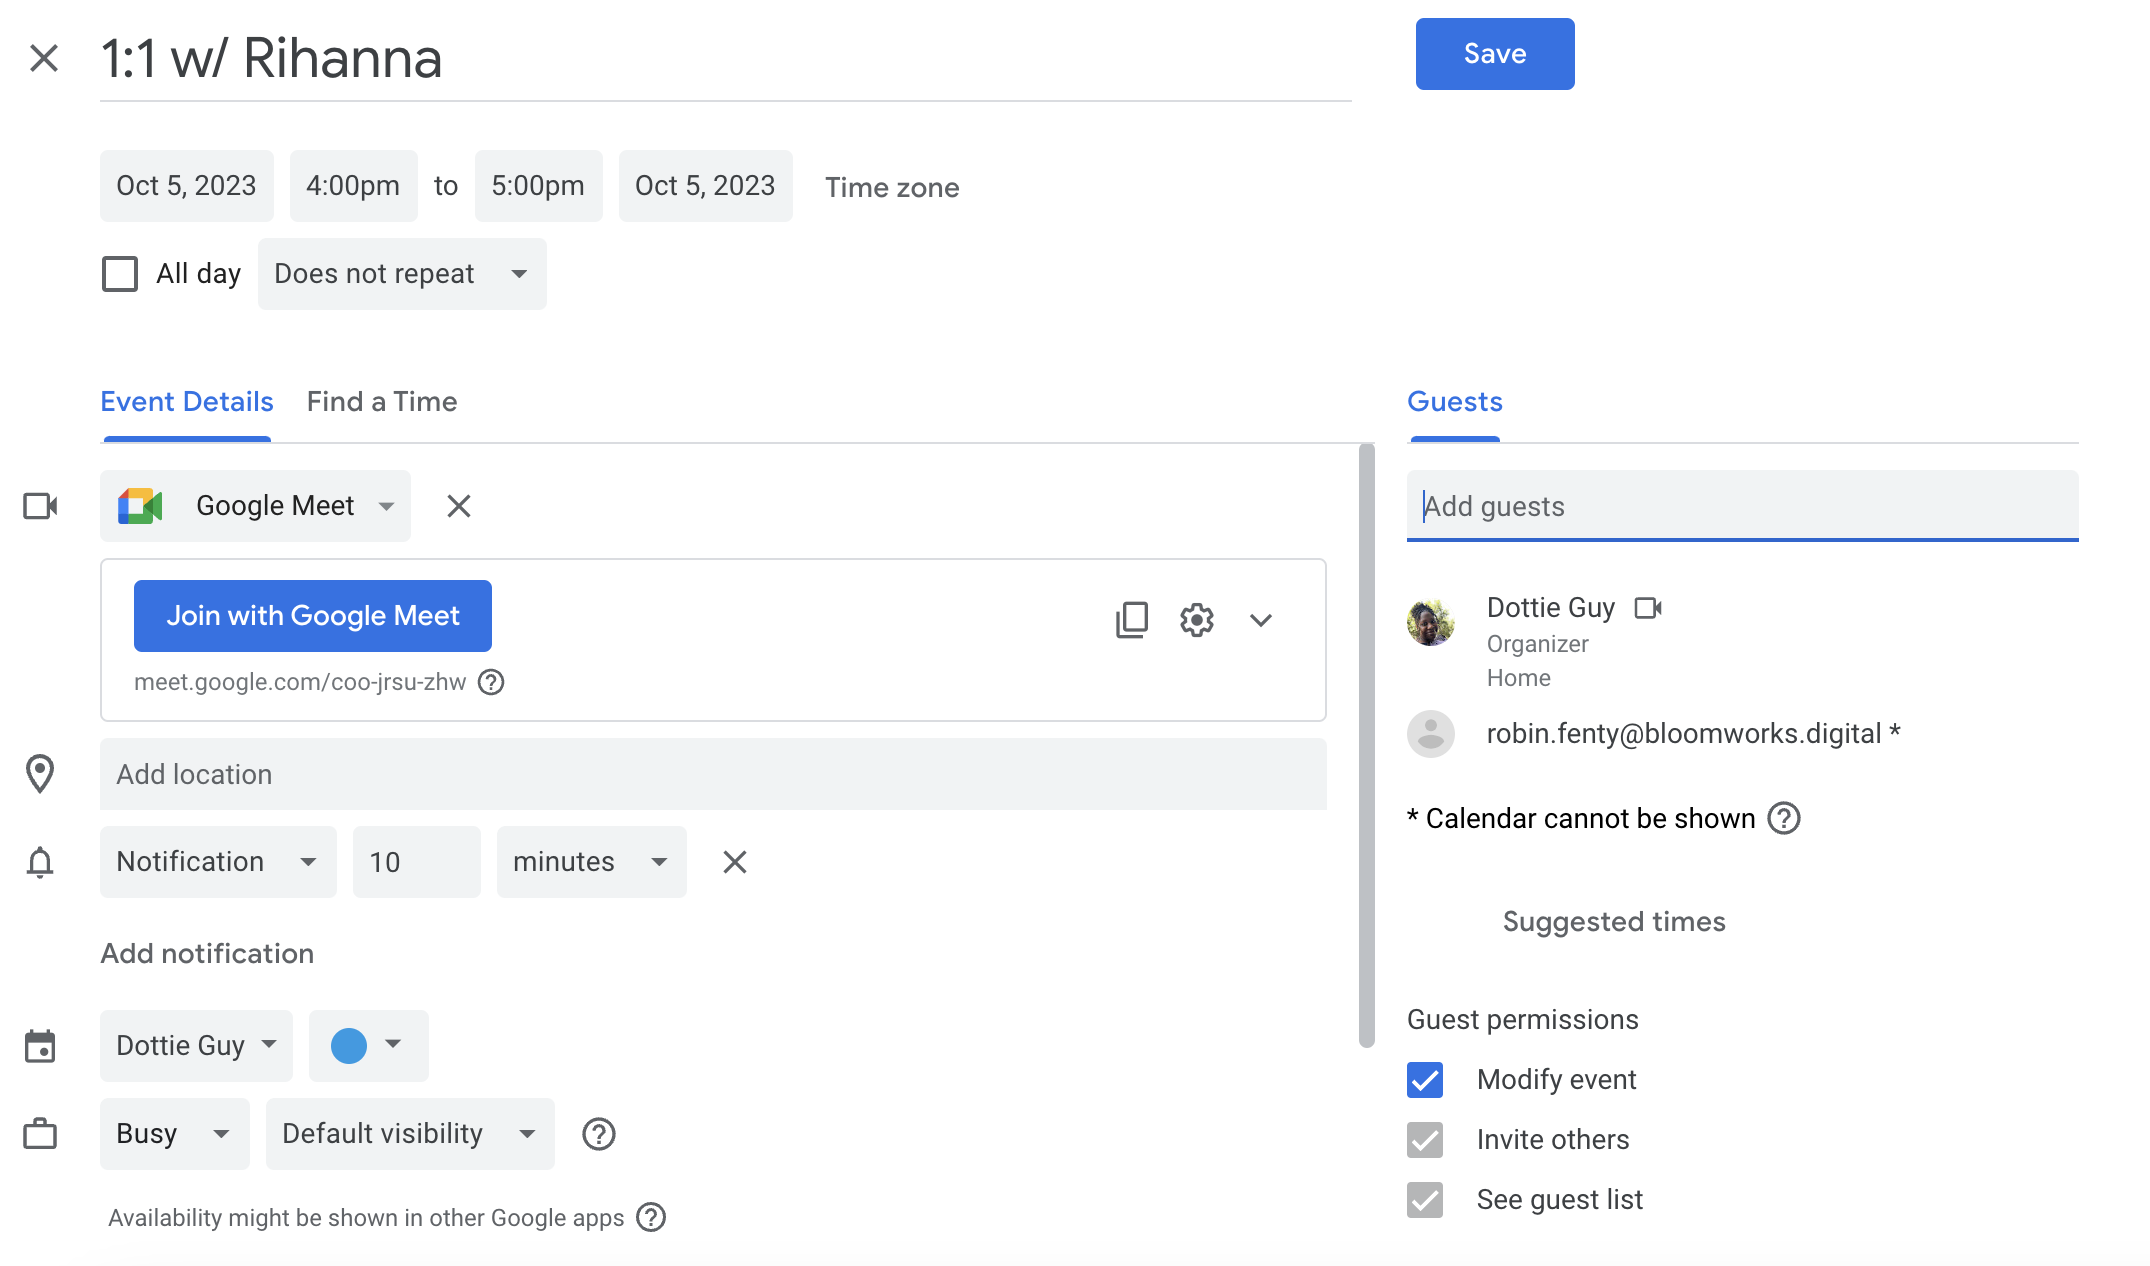 1:1 w/ Rihanna
Save
Oct 5, 2023 4:00pm to 5:00pm Oct 5, 2023 Time zone
All day Does not repeat
Event Details Find a Time
Google Meet
Join with Google Meet
meet.google.com/coo-jrsu-zhw
Add location
Notification 10 minutes
Add notification
Dottie Guy
Busy Default visibility
Availability might be shown in other Google apps
Guests
Add guests
Dottie Guy
Organizer
Home
robin.fenty@bloomworks.digital *
* Calendar cannot be shown
Suggested times
Guest permissions
Modify event
Invite others
See guest list